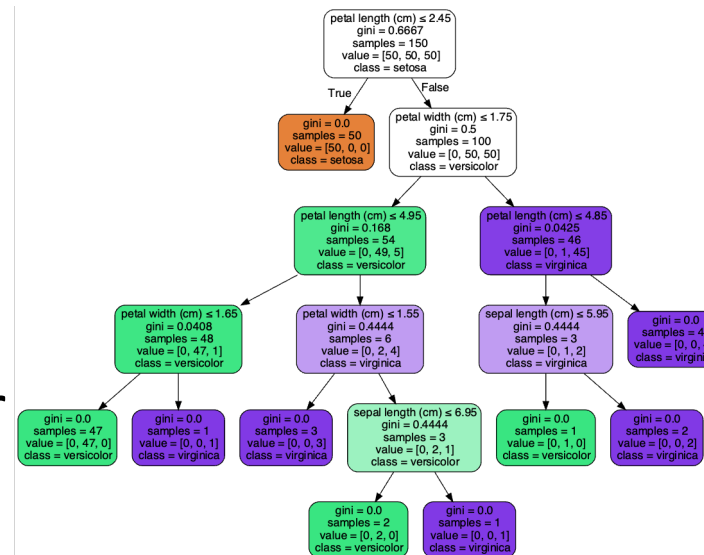 petal length (cm) ≤ 2.45
gini = 0.6667
samples = 150
value = [50, 50, 50]
class = setosa
True
False
gini = 0.0
samples = 50
value = [50, 0, 0]
class = setosa
petal width (cm) ≤ 1.75
gini = 0.5
samples = 100
value = [0, 50, 50]
class = versicolor
petal length (cm) ≤ 4.95
gini = 0.168
samples = 54
value = [0, 49, 5]
class = versicolor
petal length (cm) ≤ 4.85
gini = 0.0425
samples = 46
value = [0, 1, 45]
class = virginica
petal width (cm) ≤ 1.65
gini = 0.0408
samples = 48
value = [0, 47, 1]
class = versicolor
petal width (cm) ≤ 1.55
gini = 0.4444
samples = 6
value = [0, 2, 4]
class = virginica
sepal length (cm) ≤ 5.95
gini = 0.4444
samples = 3
value = [0, 1, 2]
class = virginica
gini = 0.0
samples = 4
value = [0, 0,
class = virgini
gini = 0.0
samples = 47
value = [0, 47, 0]
class = versicolor
gini = 0.0
samples = 1
value = [0, 0, 1]
class = virginica
gini = 0.0
samples = 3
value = [0, 0, 3]
class = virginica
sepal length (cm) ≤ 6.95
gini = 0.4444
samples = 3
value = [0, 2, 1]
class = versicolor
gini = 0.0
samples = 1
value = [0, 1, 0]
class = versicolor
gini = 0.0
samples = 2
value = [0, 0, 2]
class = virginica
gini = 0.0
samples = 2
value = [0, 2, 0]
class = versicolor
gini = 0.0
samples = 1
value = [0, 0, 1]
class = virginica